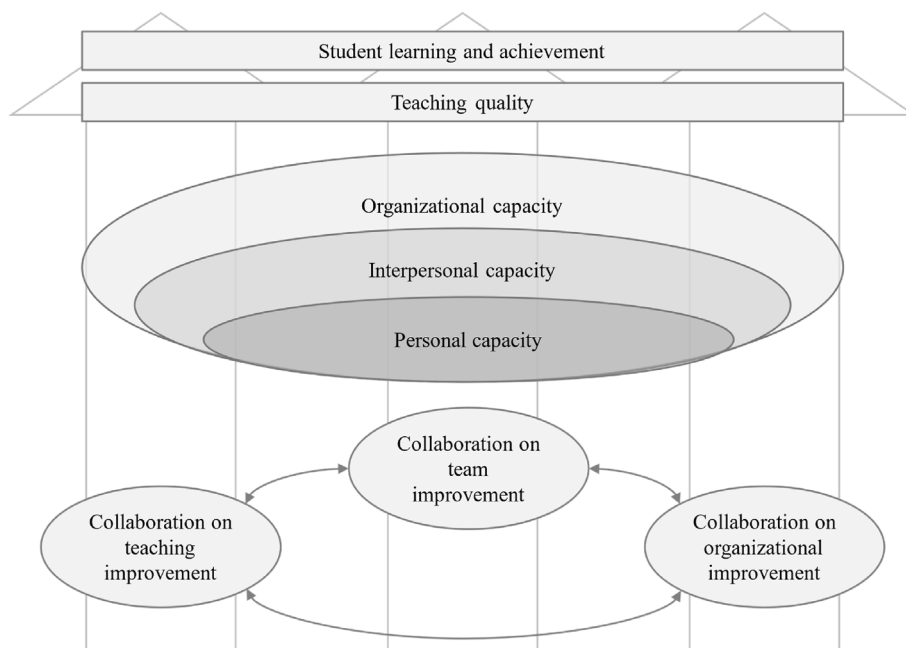 Student learning and achievement
Teaching quality
Organizational capacity
Interpersonal capacity
Personal capacity
Collaboration on
team
improvement
Collaboration on
teaching
improvement
Collaboration on
organizational
improvement